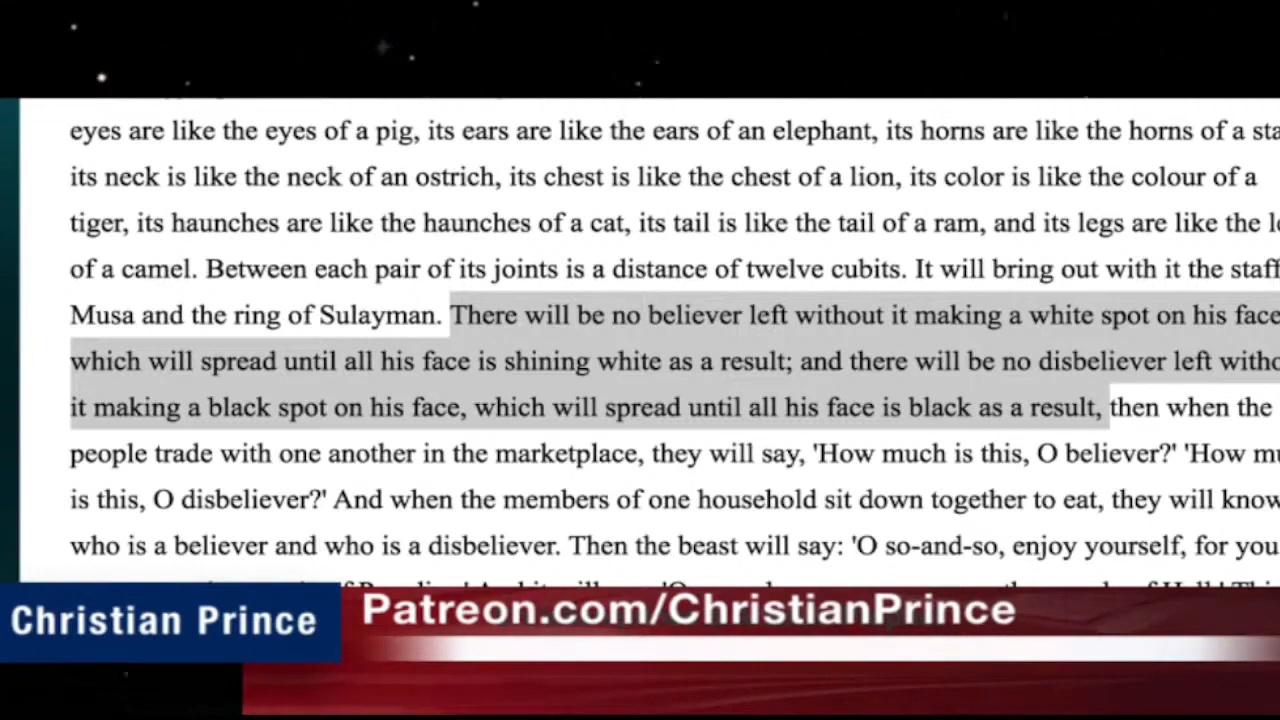 eyes are like the eyes of a pig, its ears are like the ears of an elephant, its horns are like the horns of a
its neck is like the neck of an ostrich, its chest is like the chest of a lion, its color is like the colour of a
tiger, its haunches are like the haunches of a cat, its tail is like the tail of a ram, and its legs are like the
of a camel. Between each pair of its joints is a distance of twelve cubits. It will bring out with it the staff
Musa and the ring of Sulayman. There will be no believer left without it making a white spot on his face
which will spread until all his face is shining white as a result; and there will be no disbeliever left
it making a black spot on his face, which will spread until all his face is black as a result, then when the
people trade with one another in the marketplace, they will say, 'How much is this, O believer?' 'How
is this, O disbeliever?' And when the members of one household sit down together to eat, they will know
who is a believer and who is a disbeliever. Then the beast will say: 'O so-and-so, enjoy yourself, for you
Christian Prince
Patreon.com/ChristianPrince